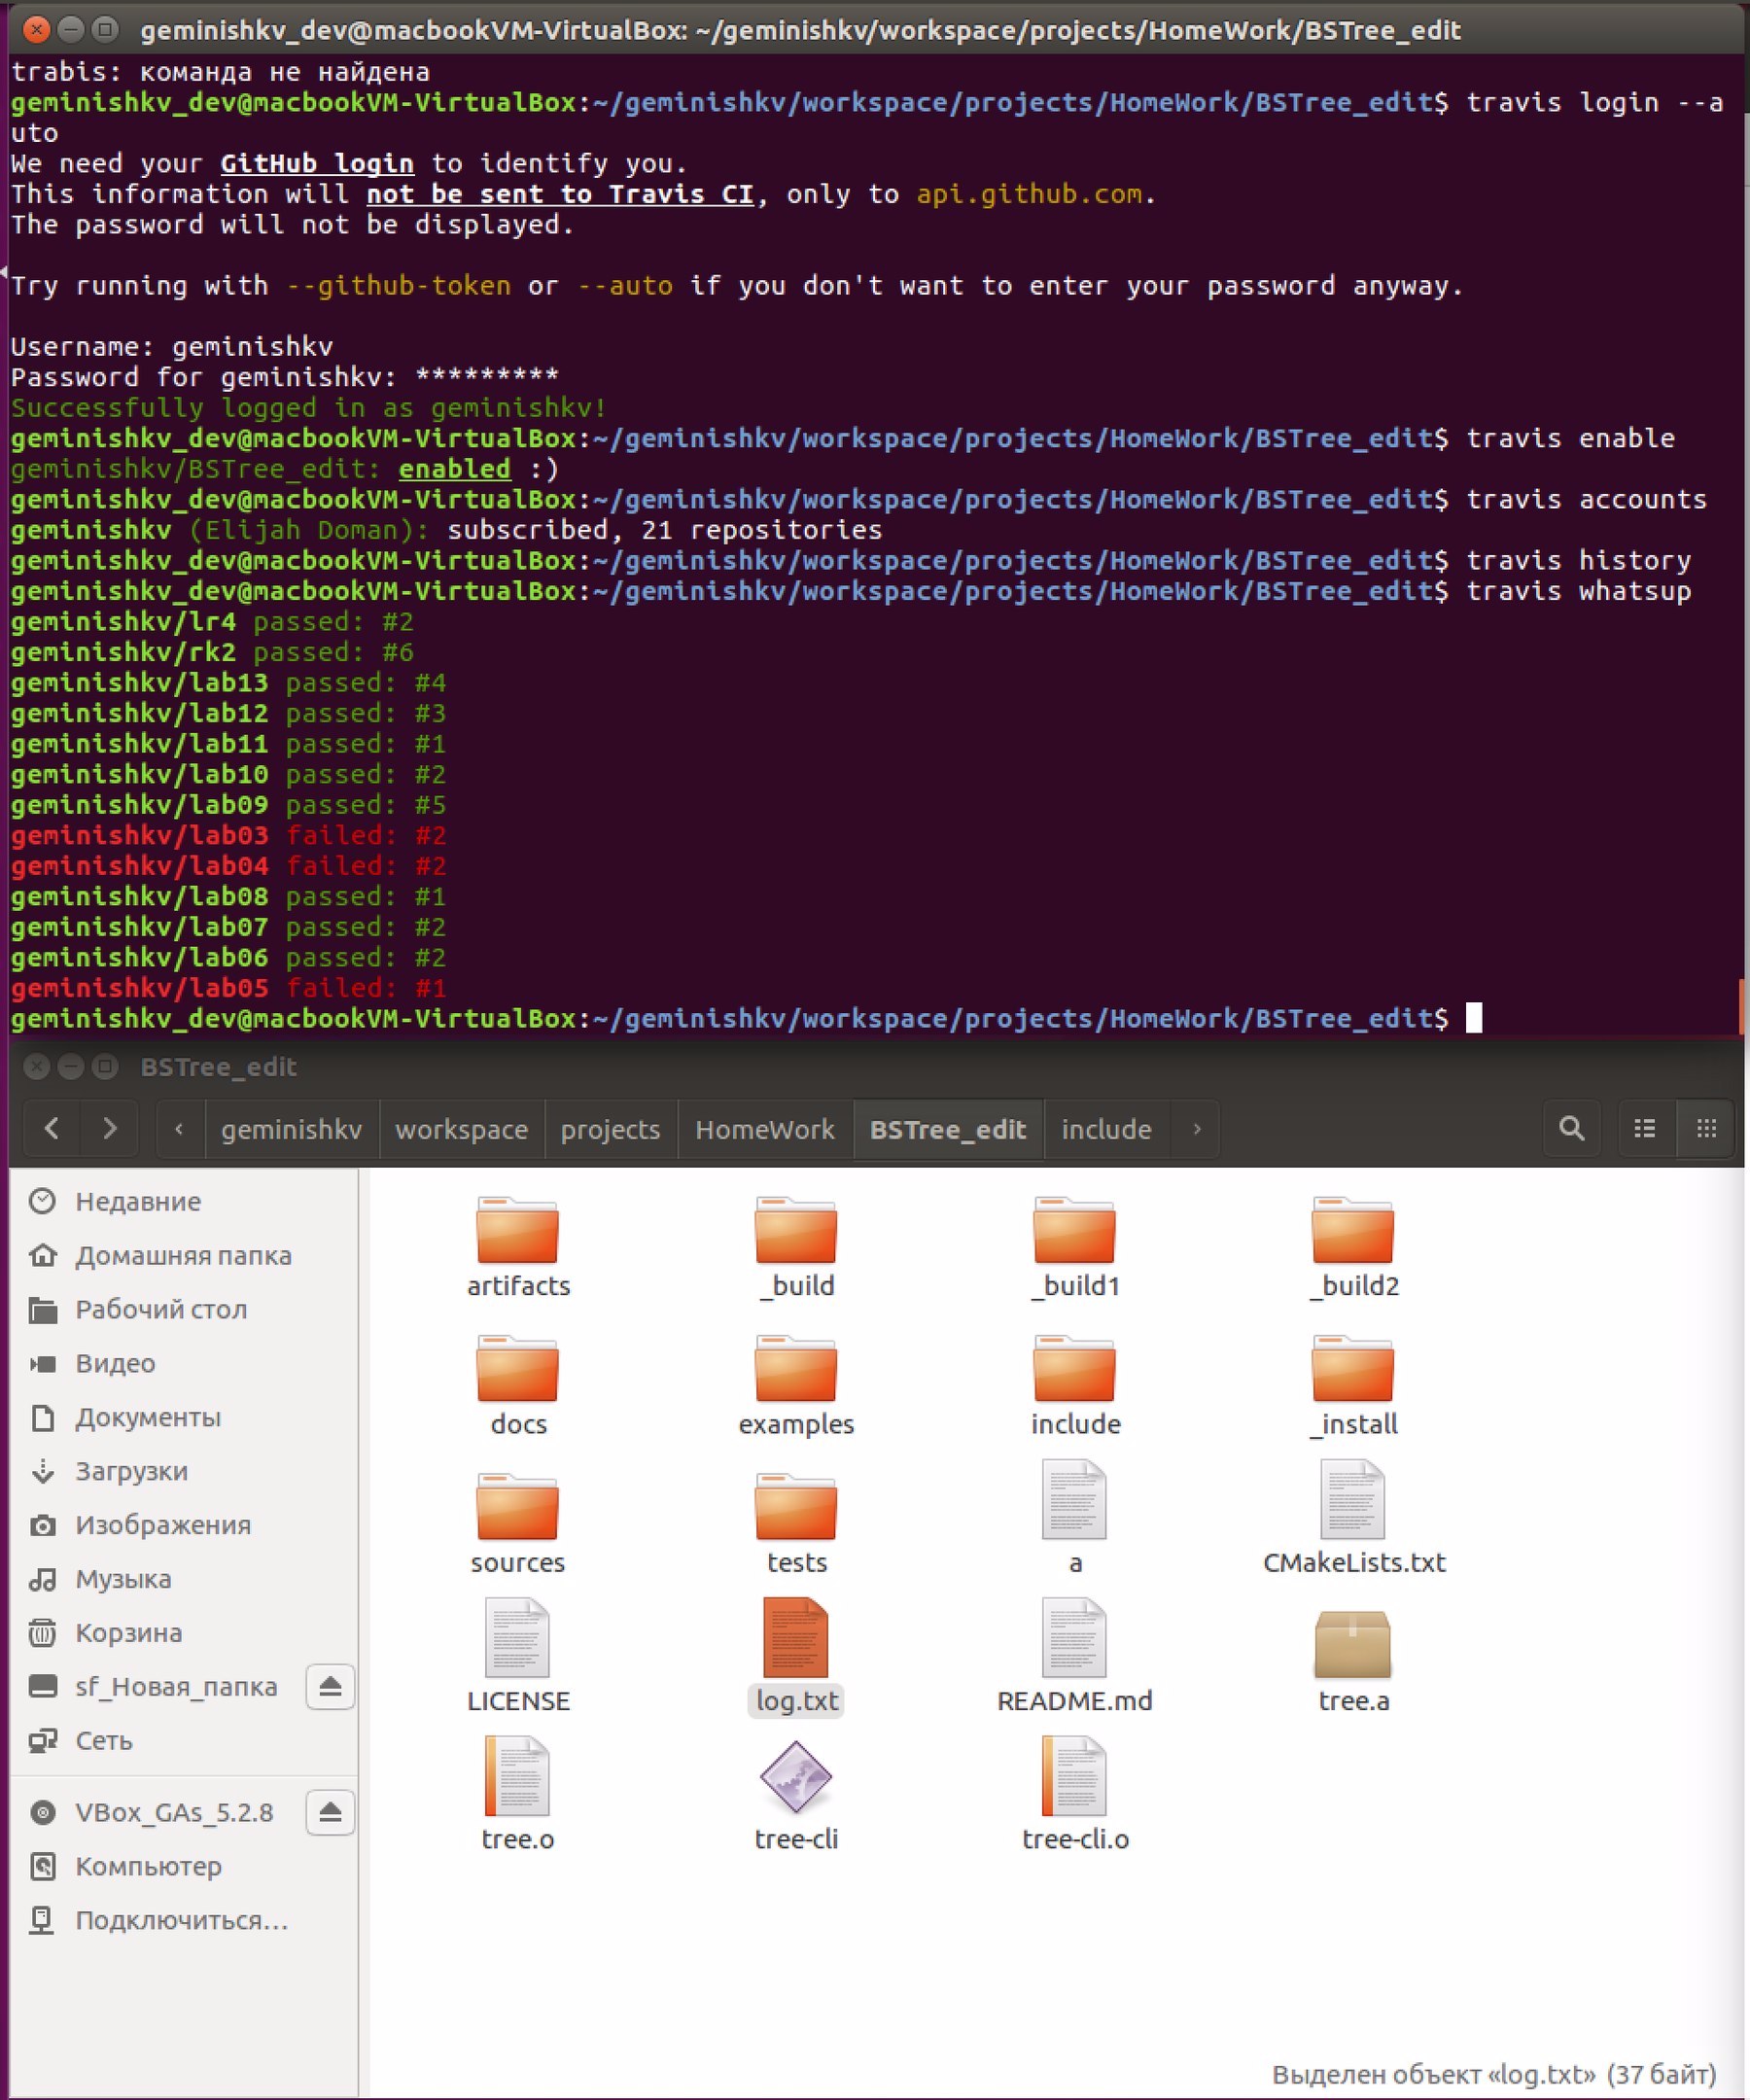 geminishkv_dev@macbookVM-VirtualBox: ~/geminishkv/workspace/projects/HomeWork/BSTree_edit
trabis: команда не найдена
geminishkv_dev@macbookVM-VirtualBox:~/geminishkv/workspace/projects/HomeWork/BSTree_edit$ travis login --a
uto
We need your GitHub login to identify you.
This information will not be sent to Travis CI, only to api.github.com.
The password will not be displayed.
Try running with --github-token or --auto if you don't want to enter your password anyway.
Username: geminishkv
Password for geminishkv: *********
Successfully logged in as geminishkv!
geminishkv_dev@macbookVM-VirtualBox:~/geminishkv/workspace/projects/HomeWork/BSTree_edit$ travis enable
geminishkv/BSTree_edit: enabled :)
geminishkv_dev@macbookVM-VirtualBox:~/geminishkv/workspace/projects/HomeWork/BSTree_edit$ travis accounts
geminishkv (Elijah Doman): subscribed, 21 repositories
geminishkv_dev@macbookVM-VirtualBox:~/geminishkv/workspace/projects/HomeWork/BSTree_edit$ travis history
geminishkv_dev@macbookVM-VirtualBox:~/geminishkv/workspace/projects/HomeWork/BSTree_edit$ travis whatsup
geminishkv/lr4 passed: #2
geminishkv/rk2 passed: #6
geminishkv/lab13 passed: #4
geminishkv/lab12 passed: #3
geminishkv/lab11 passed: #1
geminishkv/lab10 passed: #2
geminishkv/lab09 passed: #5
geminishkv/lab03 failed: #2
geminishkv/lab04 failed: #2
geminishkv/lab08 passed: #1
geminishkv/lab07 passed: #2
geminishkv/lab06 passed: #2
geminishkv/lab05 failed: #1
geminishkv_dev@macbookVM-VirtualBox:~/geminishkv/workspace/projects/HomeWork/BSTree_edit$
BSTree_edit
geminishkv workspace projects HomeWork BSTree_edit include
Недавние
Домашняя папка
Рабочий стол
Видео
Документы
Загрузки
Изображения
Музыка
Корзина
sf_Новая_папка
Сеть
VBox_GAs_5.2.8
Компьютер
Подключиться...
artifacts _build _build1 _build2
docs examples include _install
sources tests a CMakeLists.txt
LICENSE log.txt README.md tree.a
tree.o tree-cli tree-cli.o
Выделен объект «log.txt» (37 байт)